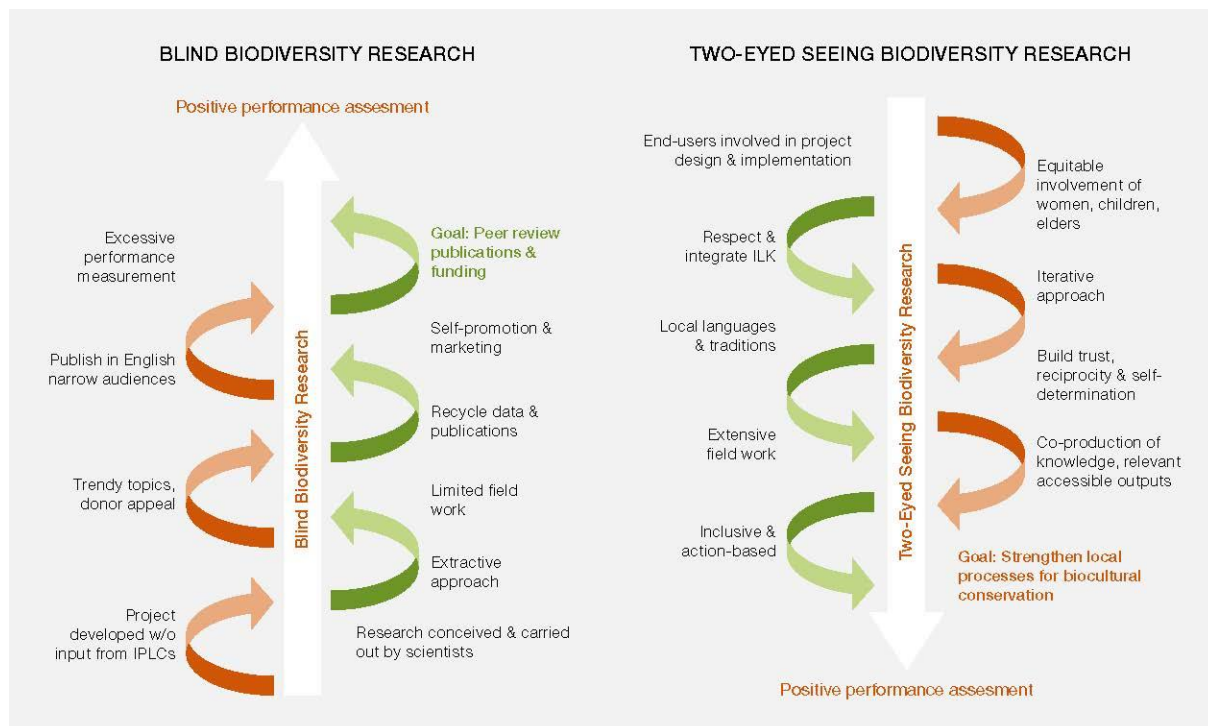 BLIND BIODIVERSITY RESEARCH
Positive performance assesment
Excessive
performance
measurement
Goal: Peer review
publications &
funding
Self-promotion &
marketing
Publish in English
narrow audiences
Recycle data &
publications
Trendy topics,
donor appeal
Limited field
work
Extractive
approach
Project
developed w/o
input from IPLCs
Research conceived & carried
out by scientists
Blind Biodiversity Research
TWO-EYED SEEING BIODIVERSITY RESEARCH
End-users involved in project
design & implementation
Equitable
involvement of
women, children,
elders
Respect &
integrate ILK
Iterative
approach
Local languages
& traditions
Build trust,
reciprocity & self-
determination
Extensive
field work
Co-production of
knowledge, relevant
accessible outputs
Inclusive &
action-based
Goal: Strengthen local
processes for biocultural
conservation
Two-Eyed Seeing Biodiversity Research
Positive performance assesment